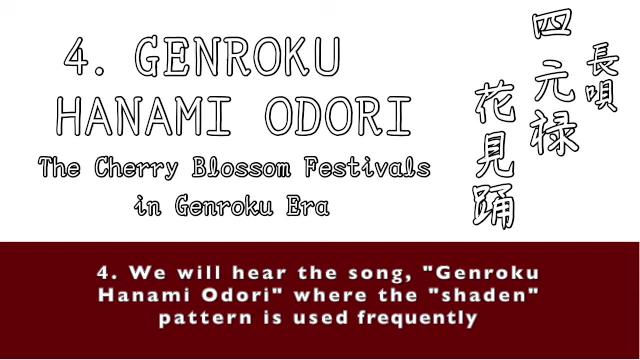 4. GENROKU
HANAMI ODORI
The Cherry Blossom Festivals
in Genroku Era
長唄
四元禄
花見踊
4. We will hear the song, "Genroku
Hanami Odori" where the "shaden"
pattern is used frequently